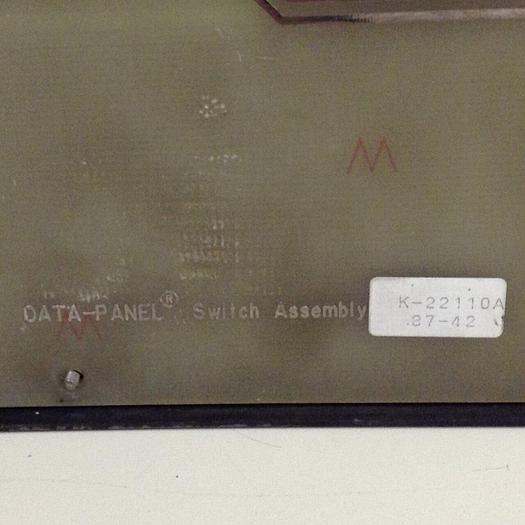 DATA-PANEL® Switch Assembly
K-22110A
.87-42